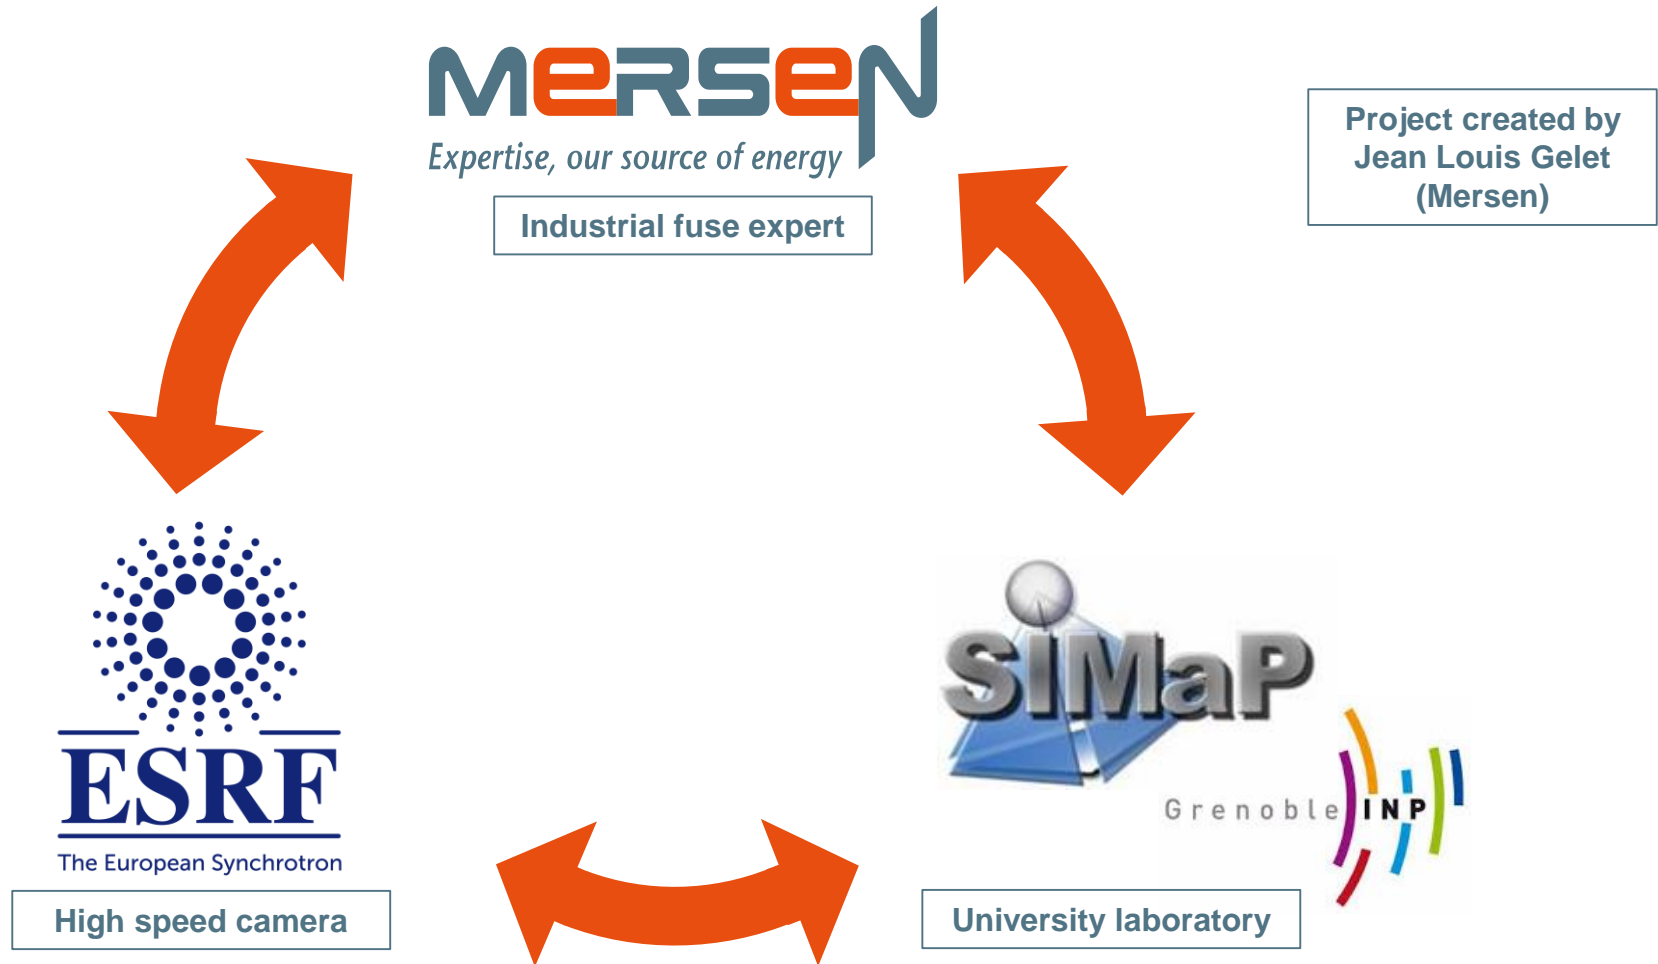 MERSEN
Expertise, our source of energy
Industrial fuse expert
Project created by
Jean Louis Gelet
(Mersen)
ESRF
The European Synchrotron
High speed camera
SIMaP
Grenoble INP
University laboratory